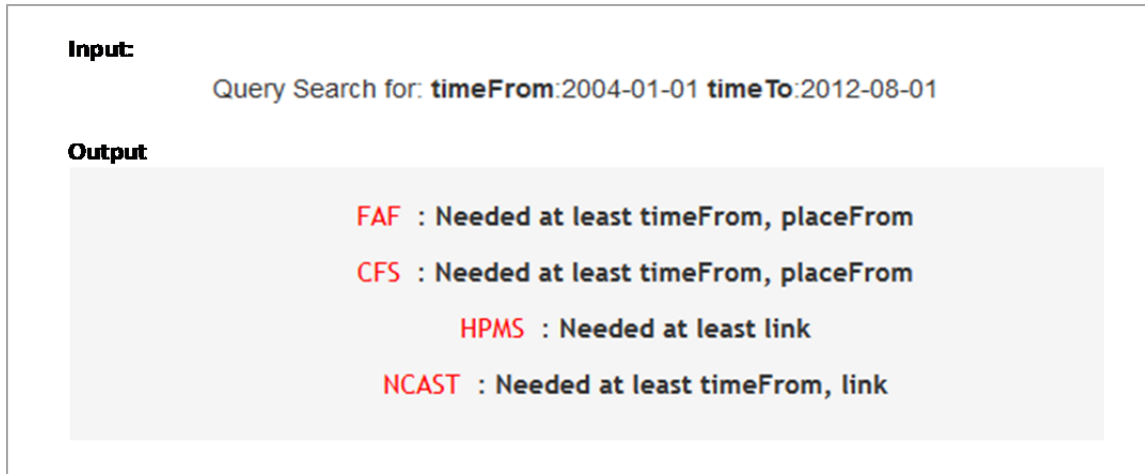 Input:
Query Search for: timeFrom:2004-01-01 timeTo:2012-08-01
Output
FAF : Needed at least timeFrom, placeFrom
CFS : Needed at least timeFrom, placeFrom
HPMS : Needed at least link
NCAST : Needed at least timeFrom, link